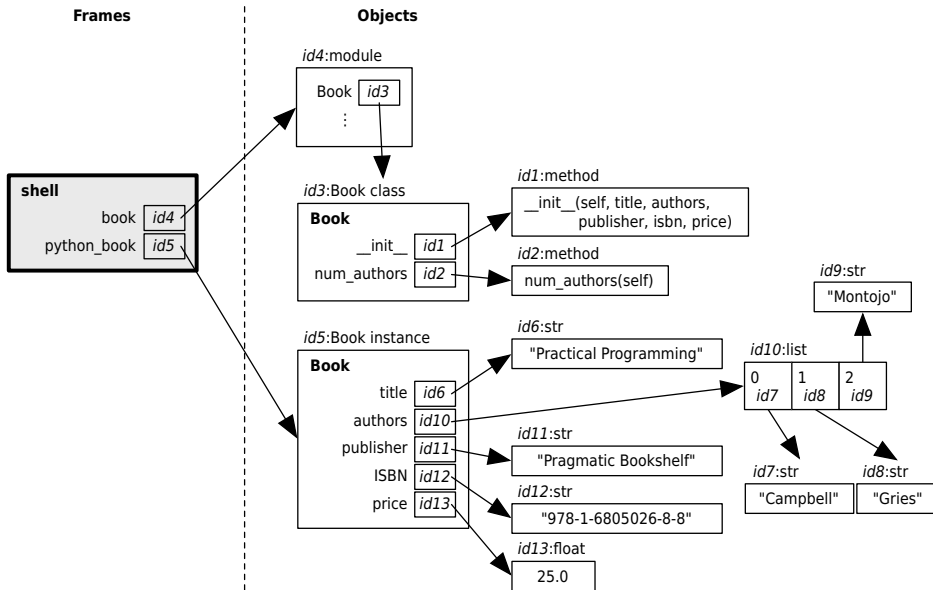 Frames
Objects
id4:module
Book id3
⋮
shell
book id4
python_book id5
id3:Book class
Book
__init__ id1
num_authors id2
id1:method
__init__(self, title, authors,
publisher, isbn, price)
id2:method
num_authors(self)
id5:Book instance
Book
title id6
authors id10
publisher id11
ISBN id12
price id13
id6:str
"Practical Programming"
id9:str
"Montojo"
id10:list
0 1 2
id7 id8 id9
id11:str
"Pragmatic Bookshelf"
id7:str
"Campbell"
id8:str
"Gries"
id12:str
"978-1-6805026-8-8"
id13:float
25.0